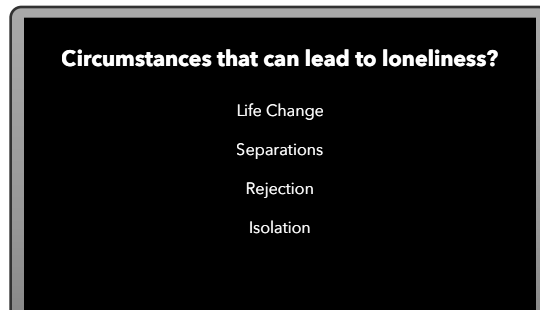 Circumstances that can lead to loneliness?
Life Change
Separations
Rejection
Isolation